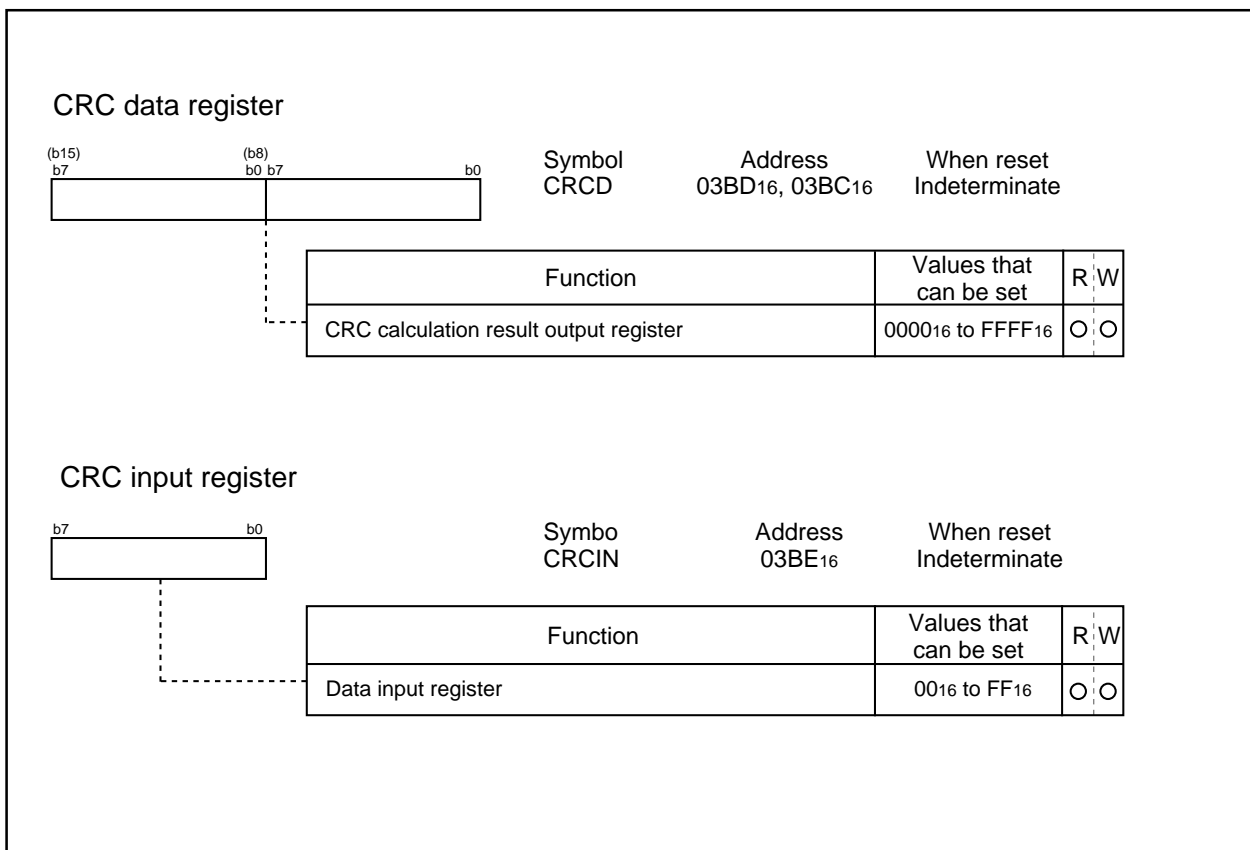 CRC data register
(b15) (b8)
b7 b0 b7 b0
Symbol Address When reset
CRCD 03BD16, 03BC16 Indeterminate
Function Values that can be set R W
CRC calculation result output register 000016 to FFFF16 O O
CRC input register
b7 b0
Symbo Address When reset
CRCIN 03BE16 Indeterminate
Function Values that can be set R W
Data input register 0016 to FF16 O O